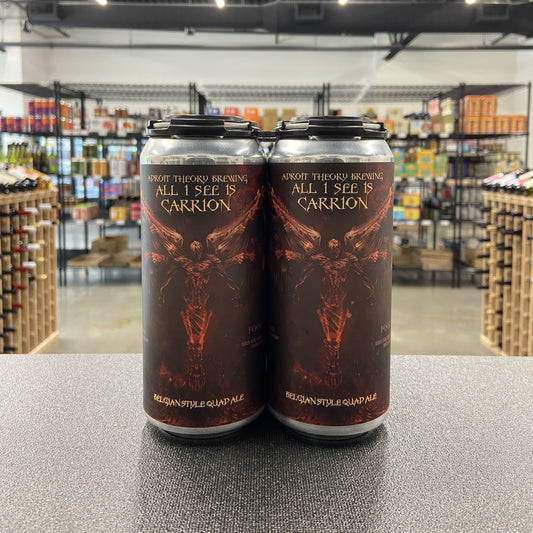 ADROIT THEORY BREWING
ALL I SEE IS
CARRION
BELGIAN STYLE QUAD ALE
ADROIT THEORY BREWING
ALL I SEE IS
CARRION
BELGIAN STYLE QUAD ALE